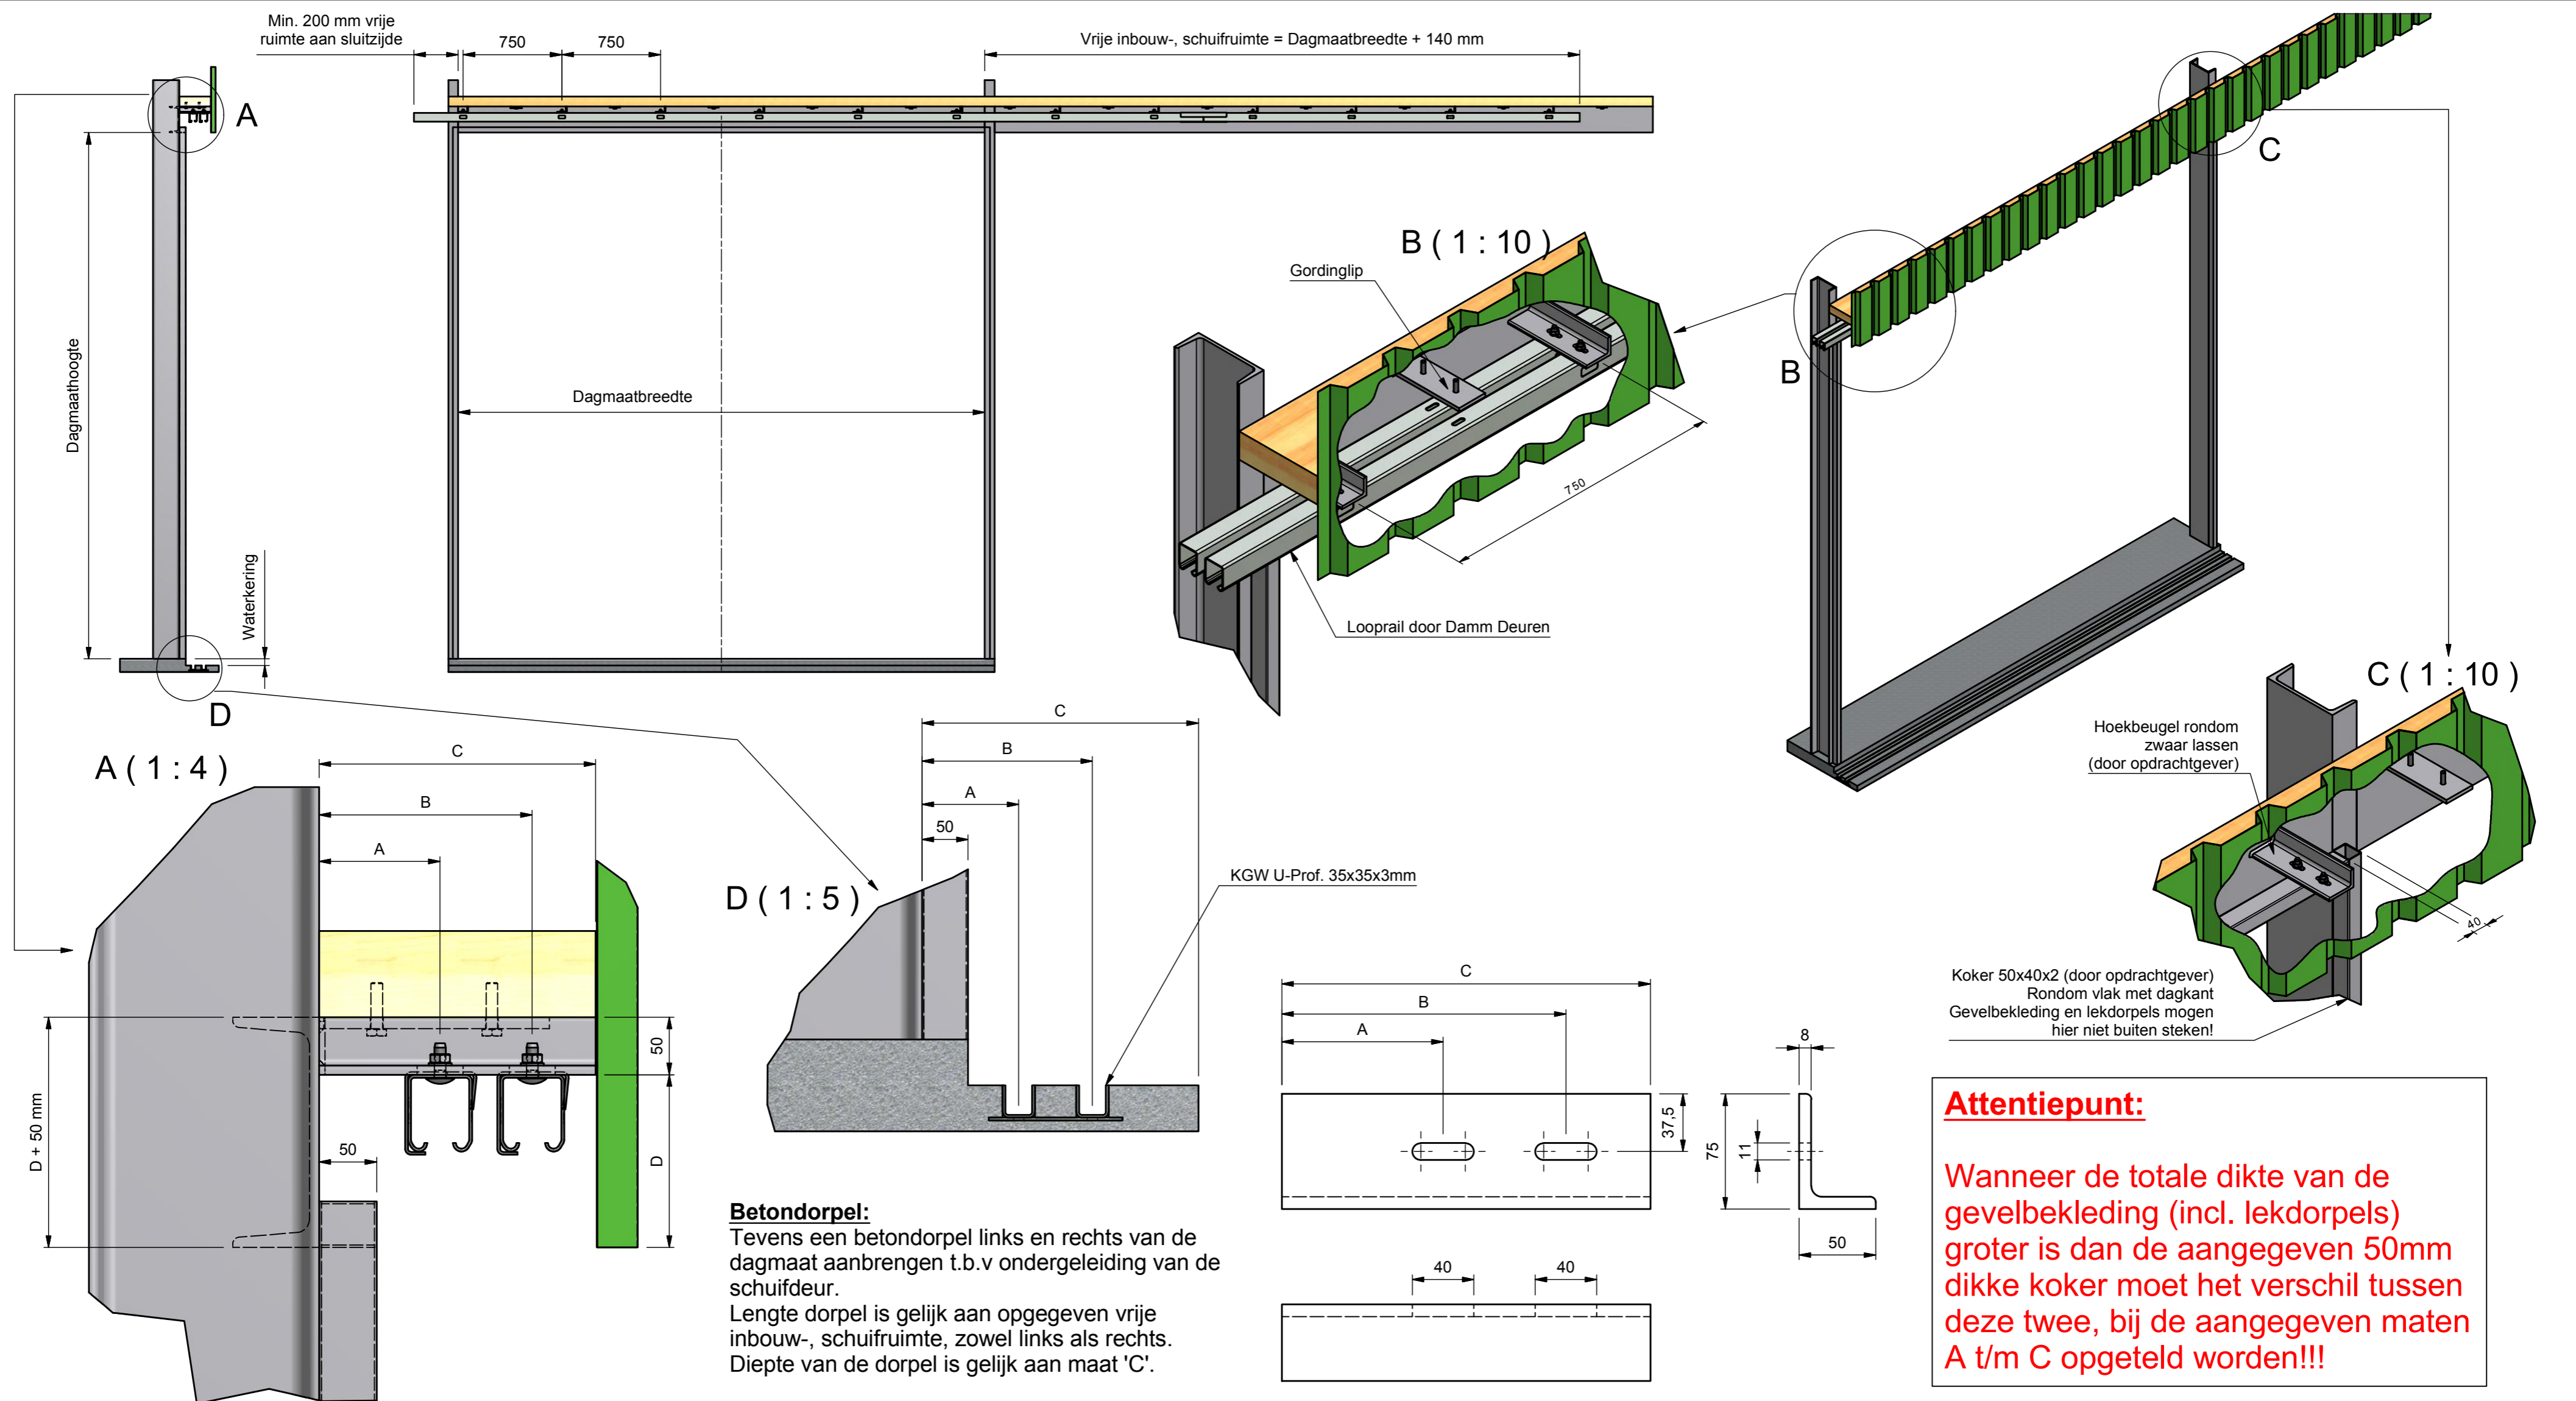 Min. 200 mm vrije
ruimte aan sluitzijde
750
750
Vrije inbouw-, schuifruimte = Dagmaatbreedte + 140 mm
A
Dagmaathoogte
Dagmaatbreedte
Waterkering
D
B ( 1 : 10 )
Gordinglip
750
Looprail door Damm Deuren
C
B
C ( 1 : 10 )
Hoekbeugel rondom
zwaar lassen
(door opdrachtgever)
40
Koker 50x40x2 (door opdrachtgever)
Rondom vlak met dagkant
Gevelbekleding en lekdorpels mogen
hier niet buiten steken!
A ( 1 : 4 )
C
B
A
50
D + 50 mm
D
50
D ( 1 : 5 )
C
B
A
50
KGW U-Prof. 35x35x3mm
Betondorpel:
Tevens een betondorpel links en rechts van de
dagmaat aanbrengen t.b.v ondergeleiding van de
schuifdeur.
Lengte dorpel is gelijk aan opgegeven vrije
inbouw-, schuifruimte, zowel links als rechts.
Diepte van de dorpel is gelijk aan maat 'C'.
C
B
A
37,5
75
8
11
50
40
40
Attentiepunt:
Wanneer de totale dikte van de
gevelbekleding (incl. lekdorpels)
groter is dan de aangegeven 50mm
dikke koker moet het verschil tussen
deze twee, bij de aangegeven maten
A t/m C opgeteld worden!!!